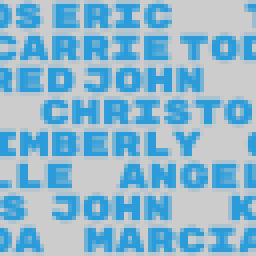 OS ERIC T
CARRIE TOD
RED JOHN
CHRISTO
IMBERLY
LLE ANGEL
S JOHN K
DA MARCIA